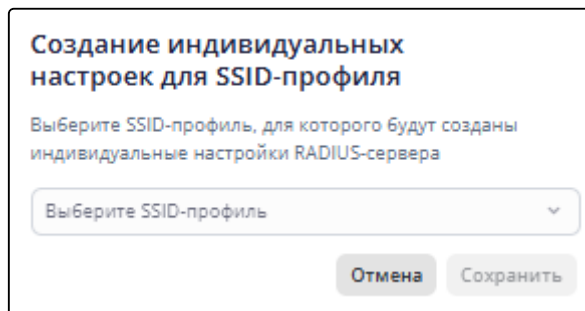 Создание индивидуальных
настроек для SSID-профиля
Выберите SSID-профиль, для которого будут созданы
индивидуальные настройки RADIUS-сервера
Выберите SSID-профиль
Отмена Сохранить